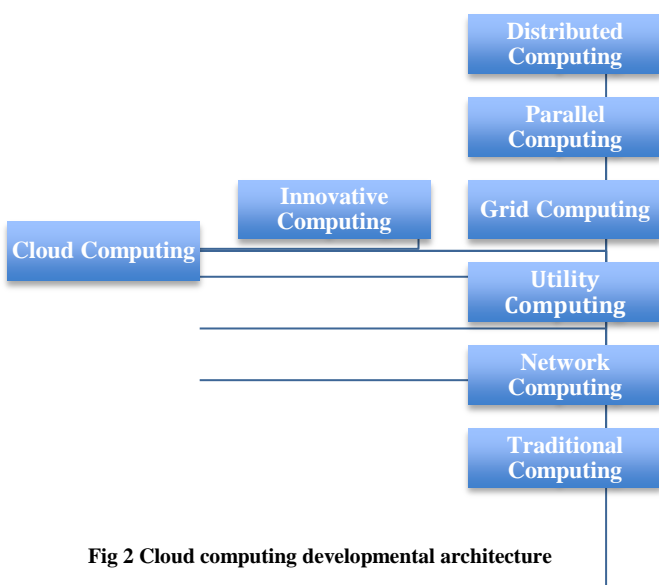 Distributed
Computing
Parallel
Computing
Innovative
Computing
Grid Computing
Cloud Computing
Utility
Computing
Network
Computing
Traditional
Computing
Fig 2 Cloud computing developmental architecture